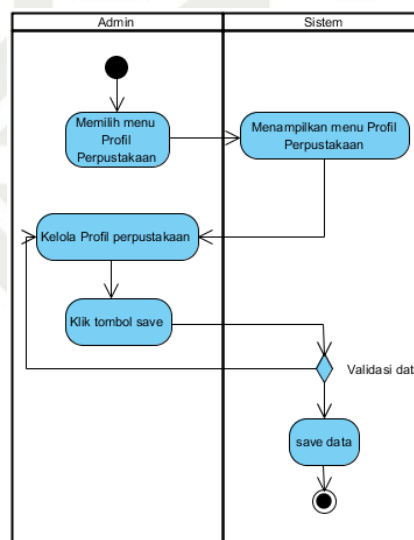 Admin
Sistem
Memilih menu
Profil
Perpustakaan
Menampilkan menu Profil
Perpustakaan
Kelola Profil perpustakaan
Klik tombol save
Validasi dat
save data